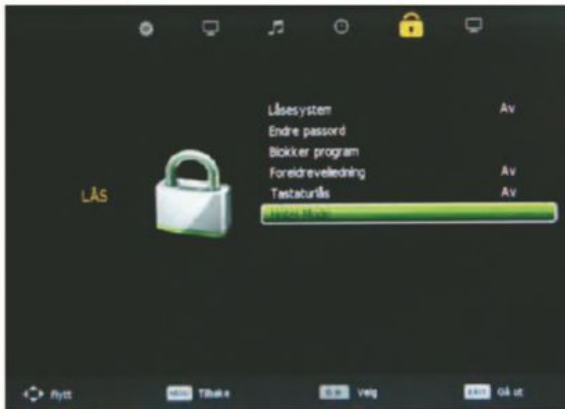 Låsesystem Av
Endre passord
Blokker program
Foreldreveiledning Av
Tastaturlås Av
LÅS
Flytt MENU Tilbake Velg EXIT Gå ut